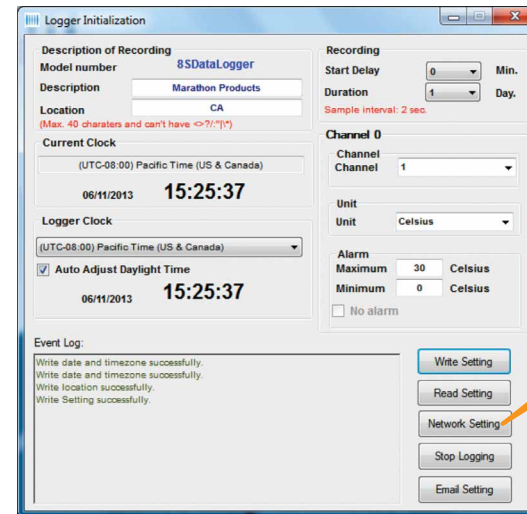 Logger Initialization
Description of Recording
Model number 8SDataLogger
Description Marathon Products
Location CA
(Max. 40 charaters and can't have <>?/:"|\*)
Current Clock
(UTC-08:00) Pacific Time (US & Canada)
06/11/2013 15:25:37
Logger Clock
(UTC-08:00) Pacific Time (US & Canada)
Auto Adjust Daylight Time
06/11/2013 15:25:37
Recording
Start Delay 0 Min.
Duration 1 Day.
Sample interval: 2 sec.
Channel 0
Channel
Channel 1
Unit
Unit Celsius
Alarm
Maximum 30 Celsius
Minimum 0 Celsius
No alarm
Event Log:
Write date and timezone successfully.
Write date and timezone successfully.
Write location successfully.
Write Setting successfully.
Write Setting
Read Setting
Network Setting
Stop Logging
Email Setting